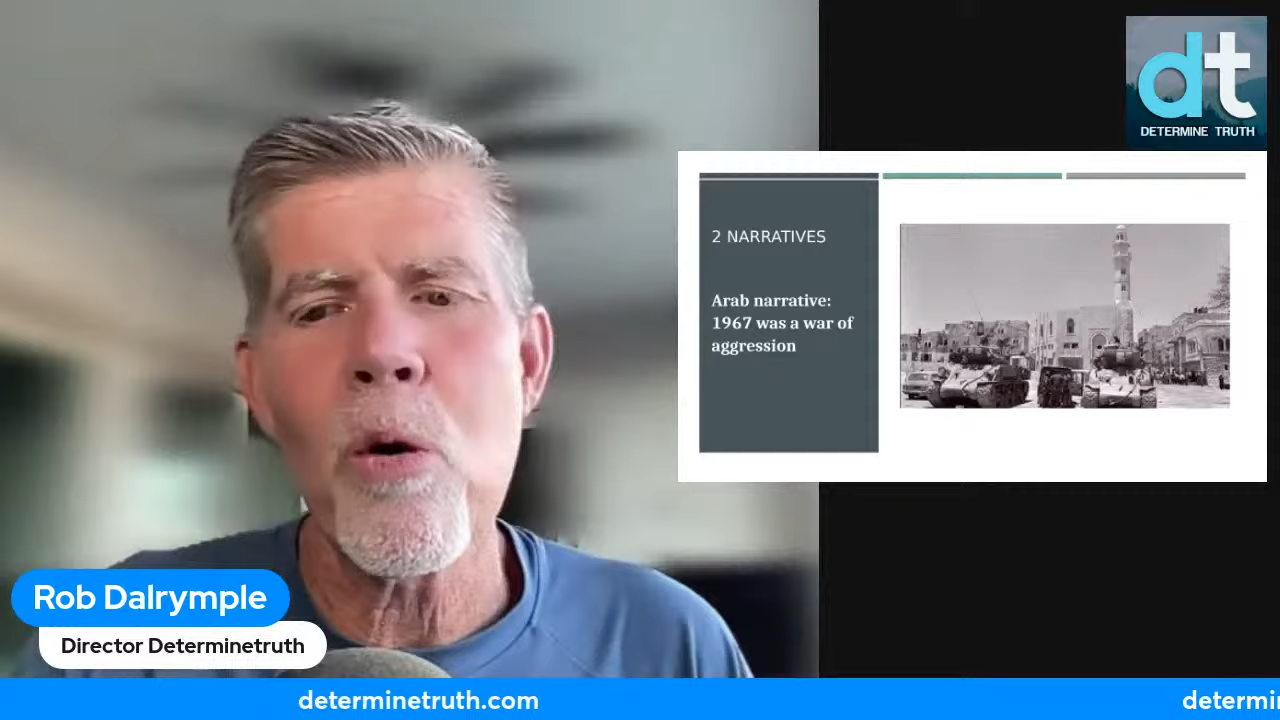 dt
DETERMINE TRUTH
2 NARRATIVES
Arab narrative:
1967 was a war of
aggression
Rob Dalrymple
Director Determinetruth
determinetruth.com
determi